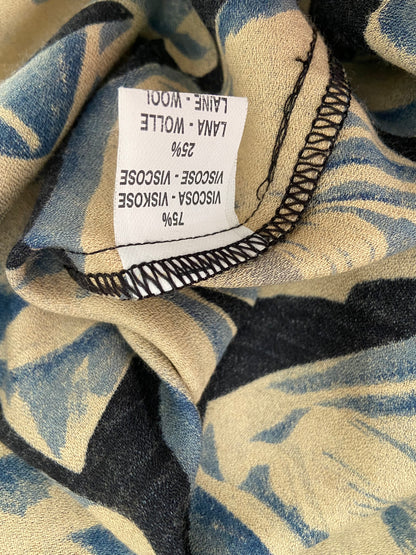 75%
VISCOSA - VISKOSE
VISCOSE - VISCOSE
25%
LANA - WOLLE
LAINE - WOOL